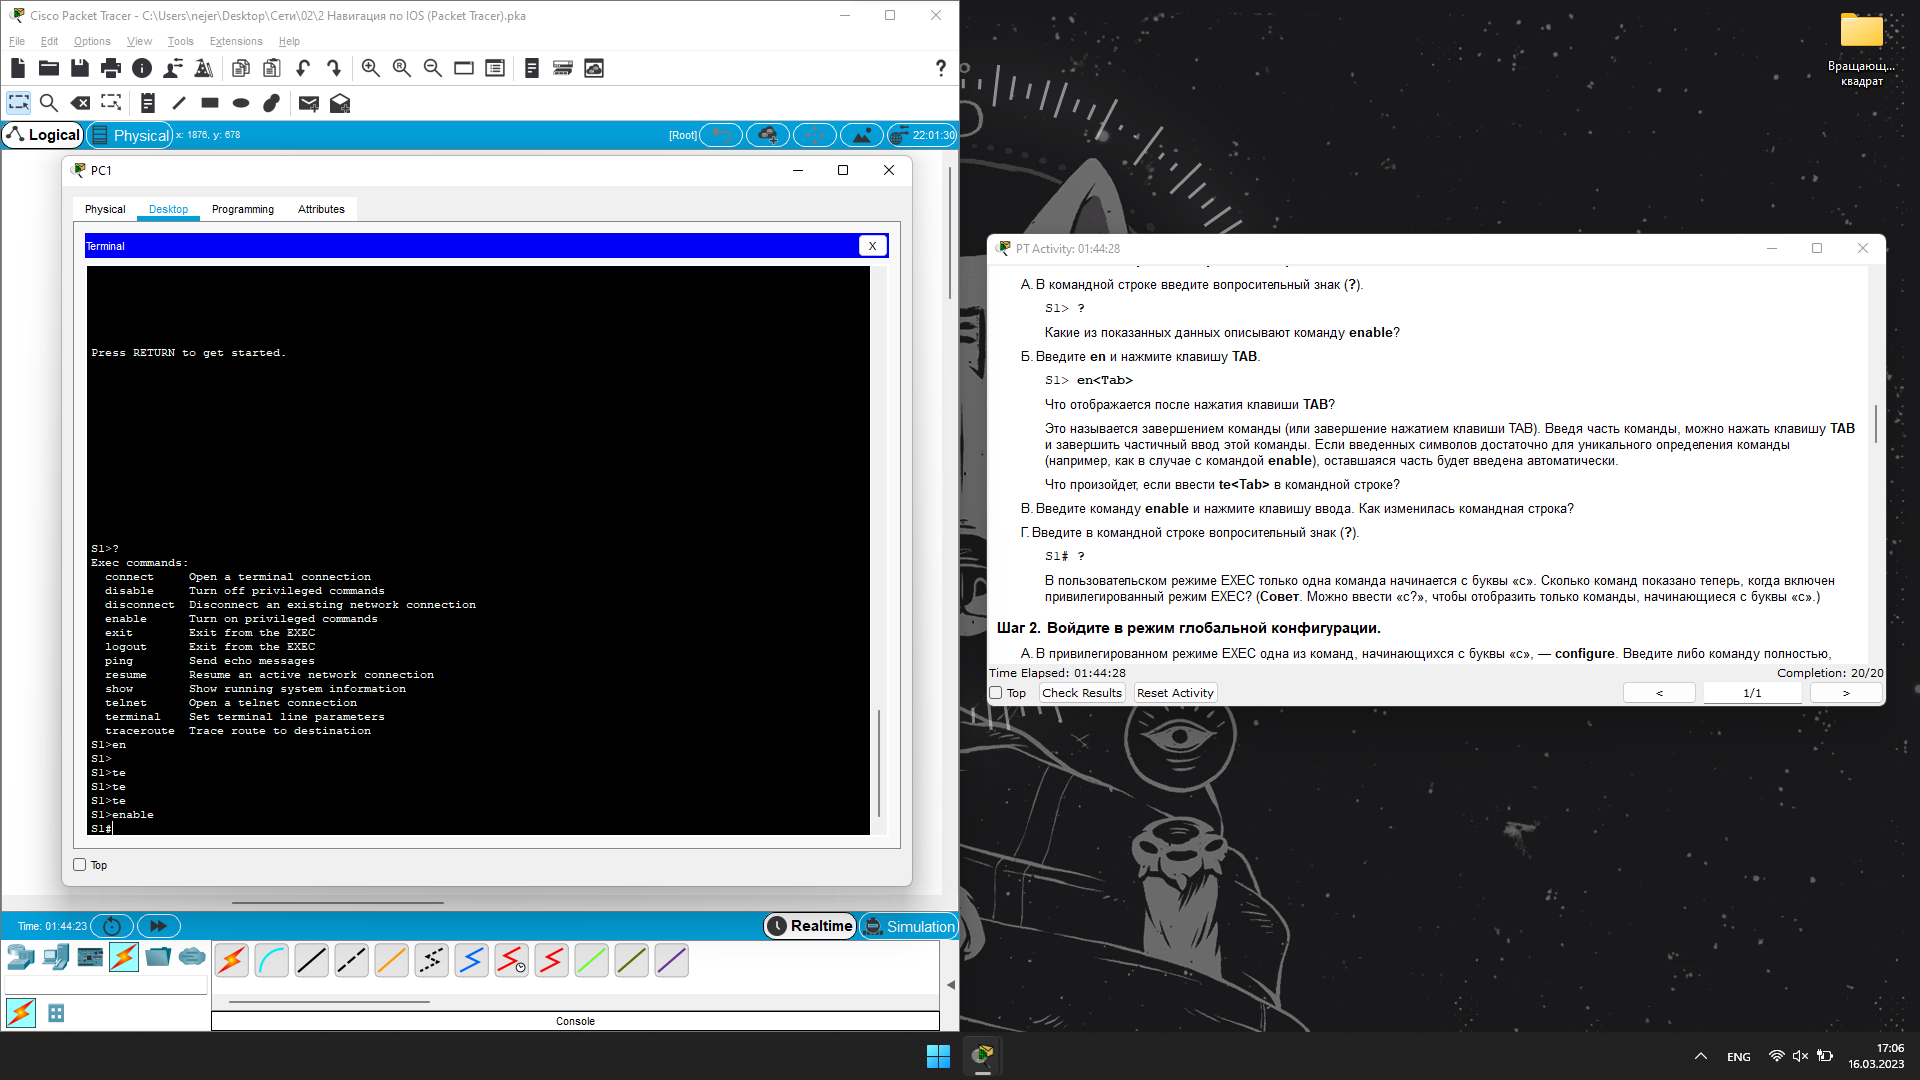 Cisco Packet Tracer - C:\Users\nejer\Desktop\Сети\02\2 Навигация по IOS (Packet Tracer).pka
File Edit Options View Tools Extensions Help
Logical Physical x: 1876, y: 678 [Root] 22:01:30
PC1
Physical Desktop Programming Attributes
Terminal X
Press RETURN to get started.
S1>?
Exec commands:
connect Open a terminal connection
disable Turn off privileged commands
disconnect Disconnect an existing network connection
enable Turn on privileged commands
exit Exit from the EXEC
logout Exit from the EXEC
ping Send echo messages
resume Resume an active network connection
show Show running system information
telnet Open a telnet connection
terminal Set terminal line parameters
traceroute Trace route to destination
S1>en
S1>
S1>te
S1>te
S1>te
S1>enable
S1#
Top
Time: 01:44:23 Realtime Simulation
Console
Вращающ...
квадрат
PT Activity: 01:44:28
А. В командной строке введите вопросительный знак (?).
S1> ?
Какие из показанных данных описывают команду enable?
Б. Введите en и нажмите клавишу TAB.
S1> en<Tab>
Что отображается после нажатия клавиши TAB?
Это называется завершением команды (или завершение нажатием клавиши TAB). Введя часть команды, можно нажать клавишу TAB
и завершить частичный ввод этой команды. Если введенных символов достаточно для уникального определения команды
(например, как в случае с командой enable), оставшаяся часть будет введена автоматически.
Что произойдет, если ввести te<Tab> в командной строке?
В. Введите команду enable и нажмите клавишу ввода. Как изменилась командная строка?
Г. Введите в командной строке вопросительный знак (?).
S1# ?
В пользовательском режиме EXEC только одна команда начинается с буквы «с». Сколько команд показано теперь, когда включен
привилегированный режим EXEC? (Совет. Можно ввести «с?», чтобы отобразить только команды, начинающиеся с буквы «с».)
Шаг 2. Войдите в режим глобальной конфигурации.
А. В привилегированном режиме EXEC одна из команд, начинающихся с буквы «с», — configure. Введите либо команду полностью,
Time Elapsed: 01:44:28 Completion: 20/20
Top Check Results Reset Activity < 1/1 >
ENG 17:06
16.03.2023